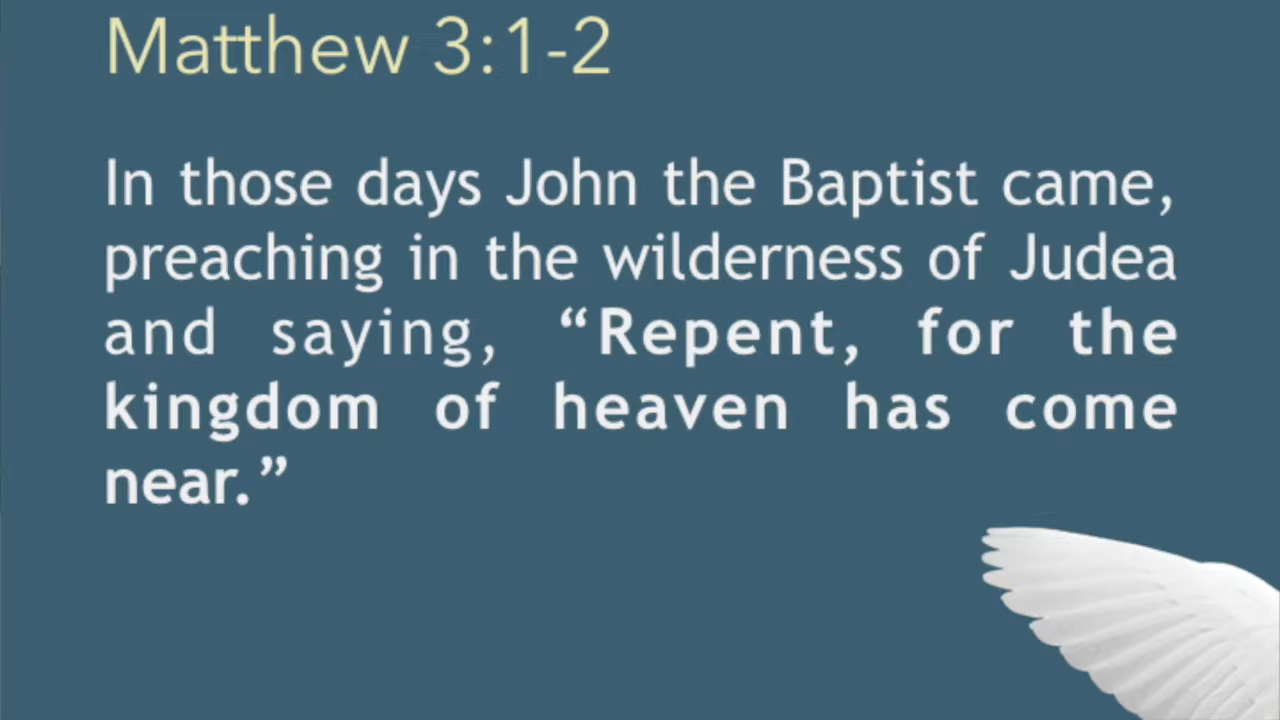 Matthew 3:1-2
In those days John the Baptist came,
preaching in the wilderness of Judea
and saying, “Repent, for the
kingdom of heaven has come
near.”